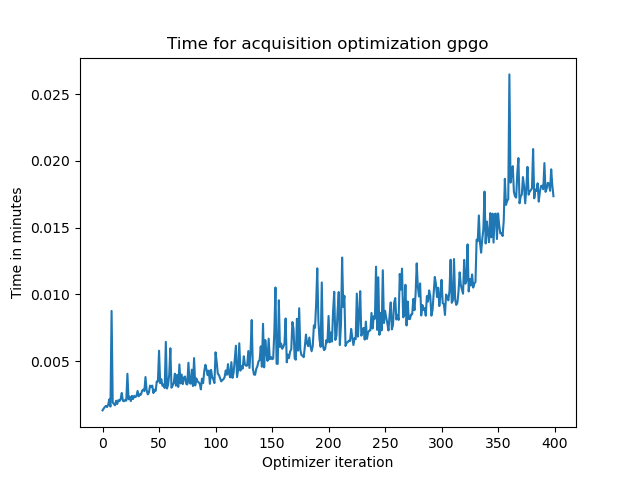 Time for acquisition optimization gpgo
0.025
0.020
0.015
0.010
0.005
Time in minutes
0 50 100 150 200 250 300 350 400
Optimizer iteration